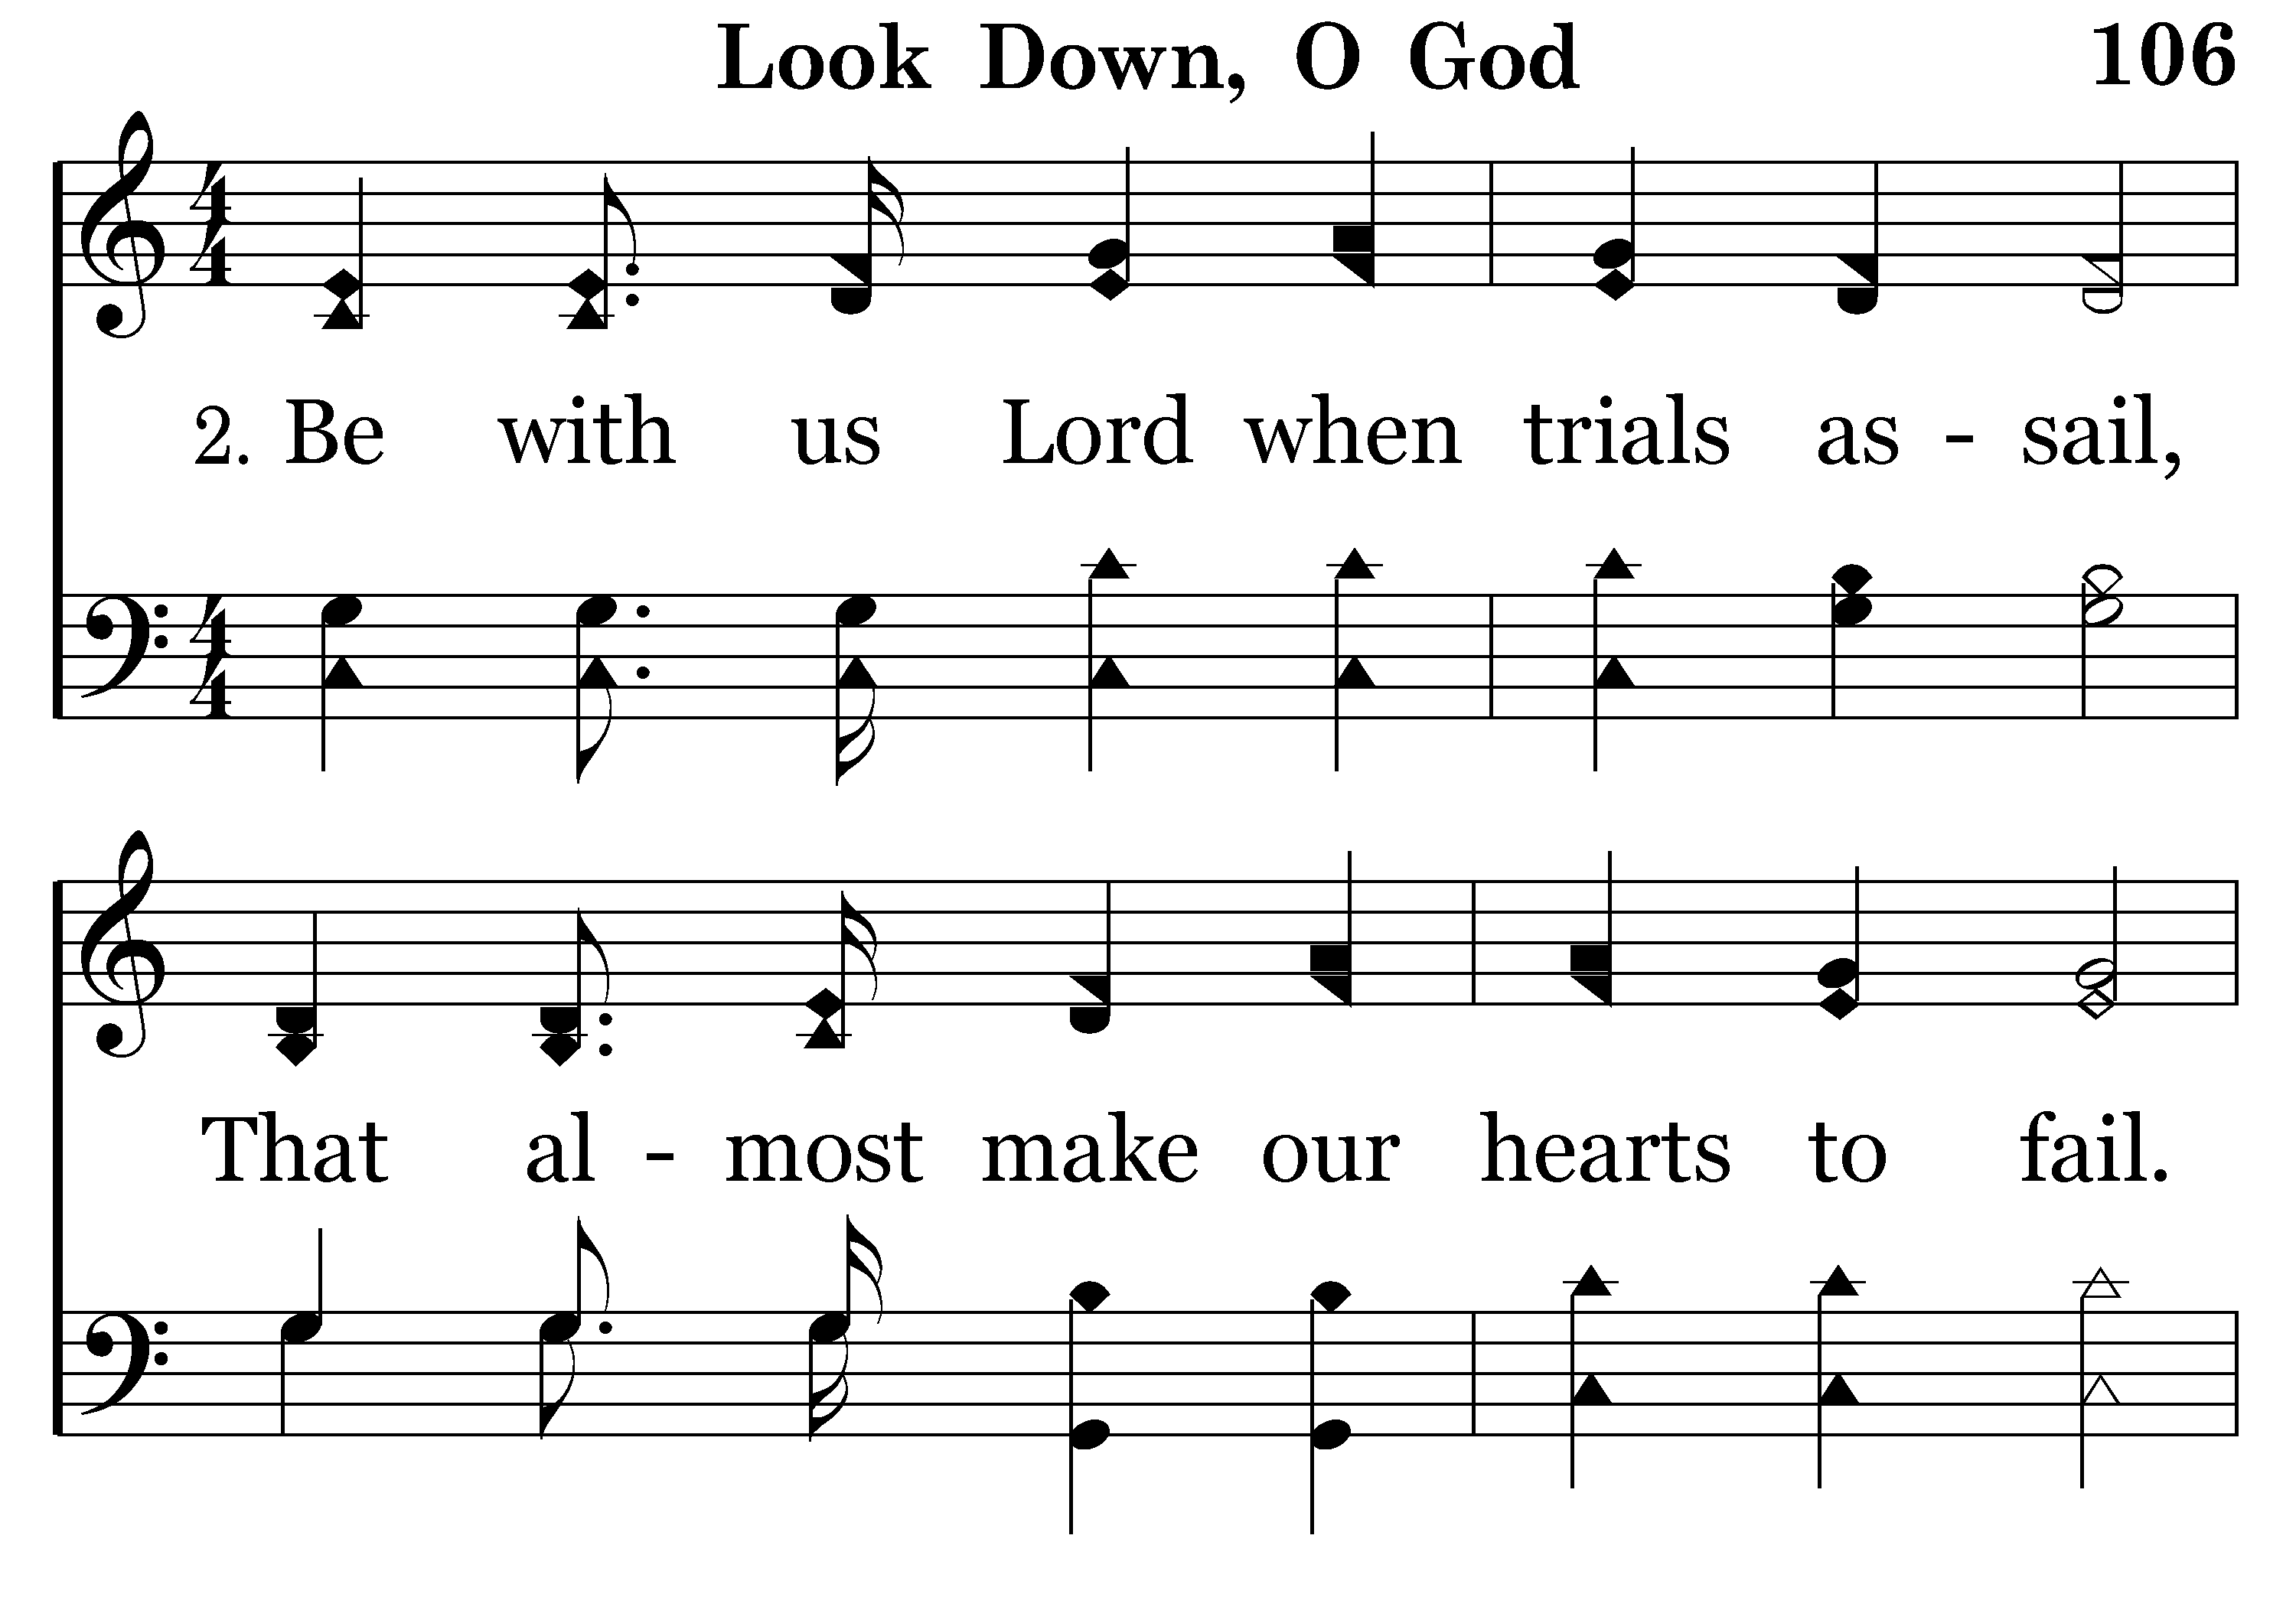 Look Down, O God 106
2. Be with us Lord when trials as - sail,
That al - most make our hearts to fail.